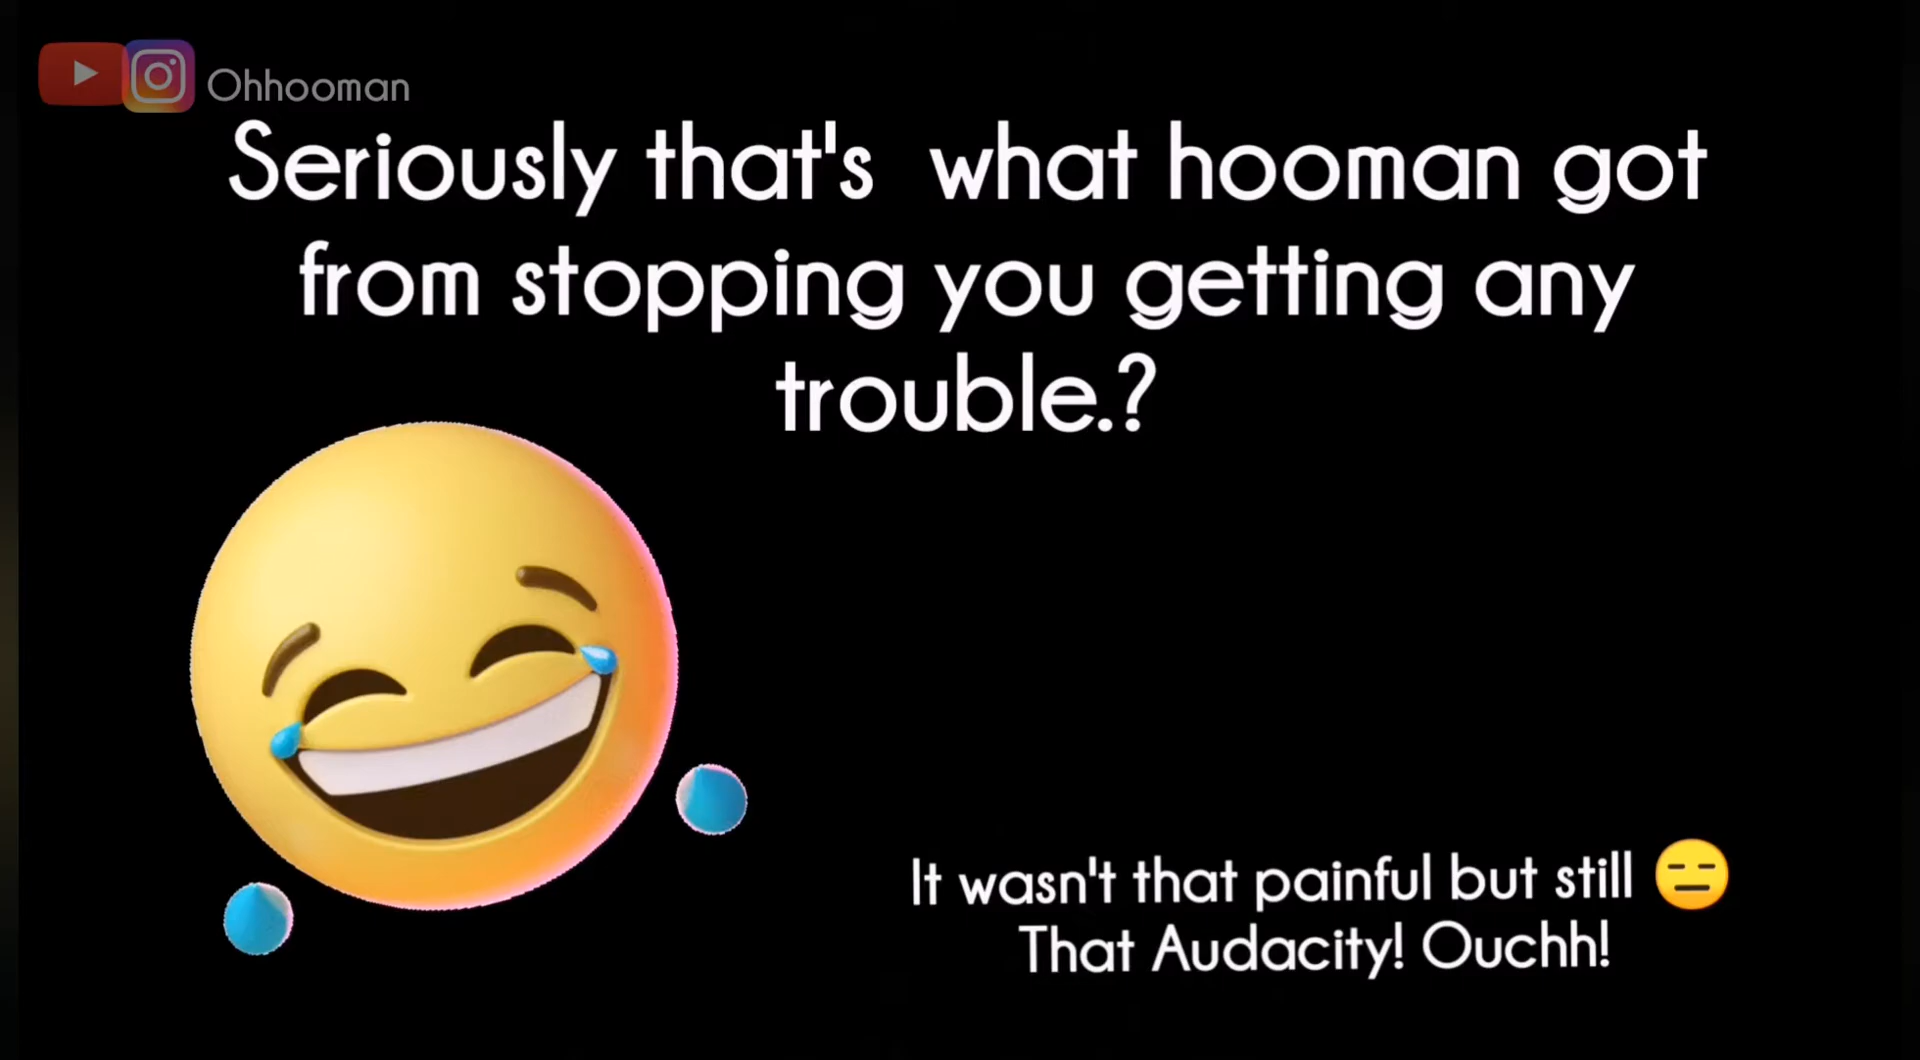 Ohhooman
Seriously that's  what hooman got
from stopping you getting any
trouble.?
It wasn't that painful but still 😑
That Audacity! Ouchh!